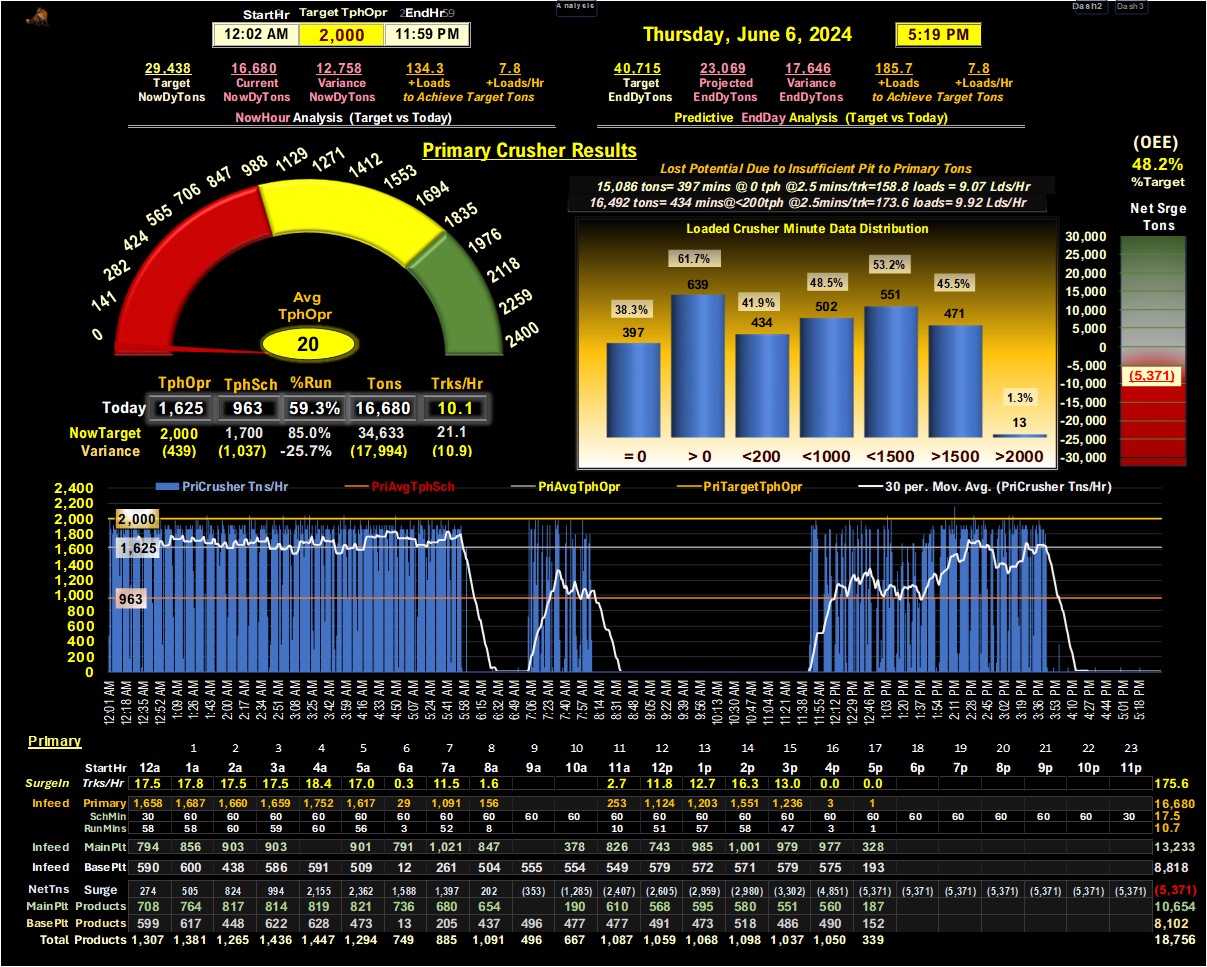 Analysis
Dash2 Dash3
StartHr Target TphOpr EndHr
12:02 AM 2,000 11:59 PM
Thursday, June 6, 2024 5:19 PM
29,438 16,680 12,758 134.3 7.8
Target Current Variance +Loads +Loads/Hr
NowDyTons NowDyTons NowDyTons to Achieve Target Tons
NowHour Analysis (Target vs Today)
40,715 23,069 17,646 185.7 7.8
Target Projected Variance +Loads +Loads/Hr
EndDyTons EndDyTons EndDyTons to Achieve Target Tons
Predictive EndDay Analysis (Target vs Today)
Primary Crusher Results
0 141 282 424 565 706 847 988 1129 1271 1412 1553 1694 1835 1976 2118 2259 2400
Avg
TphOpr
20
TphOpr TphSch %Run Tons Trks/Hr
Today 1,625 963 59.3% 16,680 10.1
NowTarget 2,000 1,700 85.0% 34,633 21.1
Variance (439) (1,037) -25.7% (17,994) (10.9)
Lost Potential Due to Insufficient Pit to Primary Tons
15,086 tons= 397 mins @ 0 tph @2.5 mins/trk=158.8 loads = 9.07 Lds/Hr
16,492 tons= 434 mins@<200tph @2.5mins/trk=173.6 loads= 9.92 Lds/Hr
Loaded Crusher Minute Data Distribution
38.3% 61.7% 41.9% 48.5% 53.2% 45.5% 1.3%
397 639 434 502 551 471 13
= 0 > 0 <200 <1000 <1500 >1500 >2000
(OEE)
48.2%
%Target
Net Srge
Tons
30,000
25,000
20,000
15,000
10,000
5,000
0
-5,000
(5,371)
-10,000
-15,000
-20,000
-25,000
-30,000
PriCrusher Tns/Hr PriAvgTphSch PriAvgTphOpr PriTargetTphOpr 30 per. Mov. Avg. (PriCrusher Tns/Hr)
2,400
2,200
2,000 2,000
1,800
1,600 1,625
1,400
1,200
1,000 963
800
600
400
200
0
12:01 AM 12:18 AM 12:35 AM 12:52 AM 1:09 AM 1:26 AM 1:43 AM 2:00 AM 2:17 AM 2:34 AM 2:51 AM 3:08 AM 3:25 AM 3:42 AM 4:16 AM 4:33 AM 4:50 AM 5:07 AM 5:24 AM 5:41 AM 5:58 AM 6:15 AM 6:32 AM 6:49 AM 7:06 AM 7:23 AM 7:40 AM 7:57 AM 8:14 AM 8:31 AM 8:48 AM 9:05 AM 9:22 AM 9:39 AM 9:56 AM 10:13 AM 10:30 AM 10:47 AM 11:04 AM 11:21 AM 11:38 AM 11:55 AM 12:12 PM 12:29 PM 12:46 PM 1:03 PM 1:20 PM 1:37 PM 1:54 PM 2:11 PM 2:28 PM 2:45 PM 3:02 PM 3:19 PM 3:36 PM 3:53 PM 4:10 PM 4:27 PM 4:44 PM 5:01 PM 5:18 PM
Primary
1 2 3 4 5 6 7 8 9 10 11 12 13 14 15 16 17 18 19 20 21 22 23
StartHr 12a 1a 2a 3a 4a 5a 6a 7a 8a 9a 10a 11a 12p 1p 2p 3p 4p 5p 6p 7p 8p 9p 10p 11p
SurgeIn Trks/Hr 17.5 17.8 17.5 17.5 18.4 17.0 0.3 11.5 1.6 2.7 11.8 12.7 16.3 13.0 0.0 0.0 175.6
Infeed Primary 1,658 1,687 1,660 1,659 1,752 1,617 29 1,091 156 253 1,124 1,203 1,551 1,236 3 1 16,680
SchMin 30 60 60 60 60 60 60 60 60 60 60 60 60 60 60 60 60 60 60 60 60 60 60 30 17.5
RunMins 58 58 60 59 60 56 3 52 8 10 51 57 58 47 3 1 10.7
Infeed MainPlt 794 856 903 903 901 791 1,021 847 378 826 743 985 1,001 979 977 328 13,233
Infeed BasePlt 590 600 438 586 591 509 12 261 504 555 554 549 579 572 571 579 575 193 8,818
NetTns Surge 274 505 824 994 2,155 2,362 1,588 1,397 202 (353) (1,285) (2,407) (2,605) (2,959) (2,980) (3,302) (4,851) (5,371) (5,371) (5,371) (5,371) (5,371) (5,371) (5,371) (5,371)
MainPlt Products 708 764 817 814 819 821 736 680 654 190 610 568 595 580 551 560 187 10,654
BasePlt Products 599 617 448 622 628 473 13 205 437 496 477 477 491 473 518 486 490 152 8,102
Total Products 1,307 1,381 1,265 1,436 1,447 1,294 749 885 1,091 496 667 1,087 1,059 1,068 1,098 1,037 1,050 339 18,756